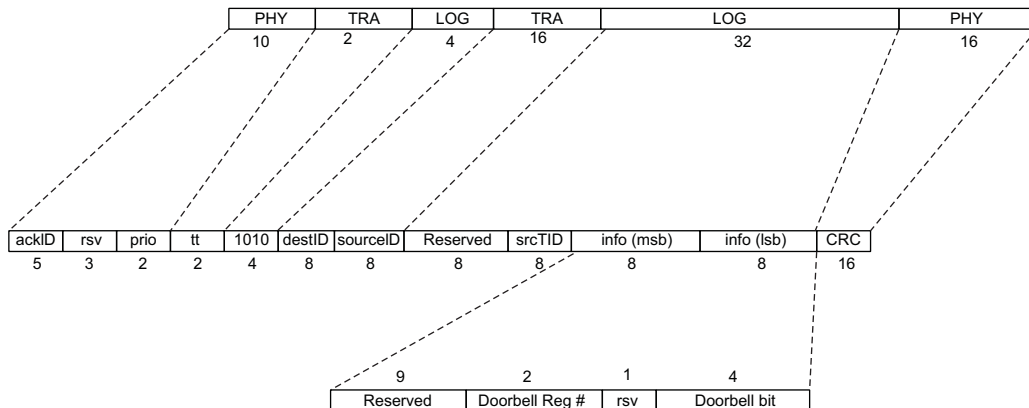 PHY TRA LOG TRA LOG PHY
10 2 4 16 32 16
ackID rsv prio tt 1010 destID sourceID Reserved srcTID info (msb) info (lsb) CRC
5 3 2 2 4 8 8 8 8 8 8 16
9 2 1 4
Reserved Doorbell Reg # rsv Doorbell bit